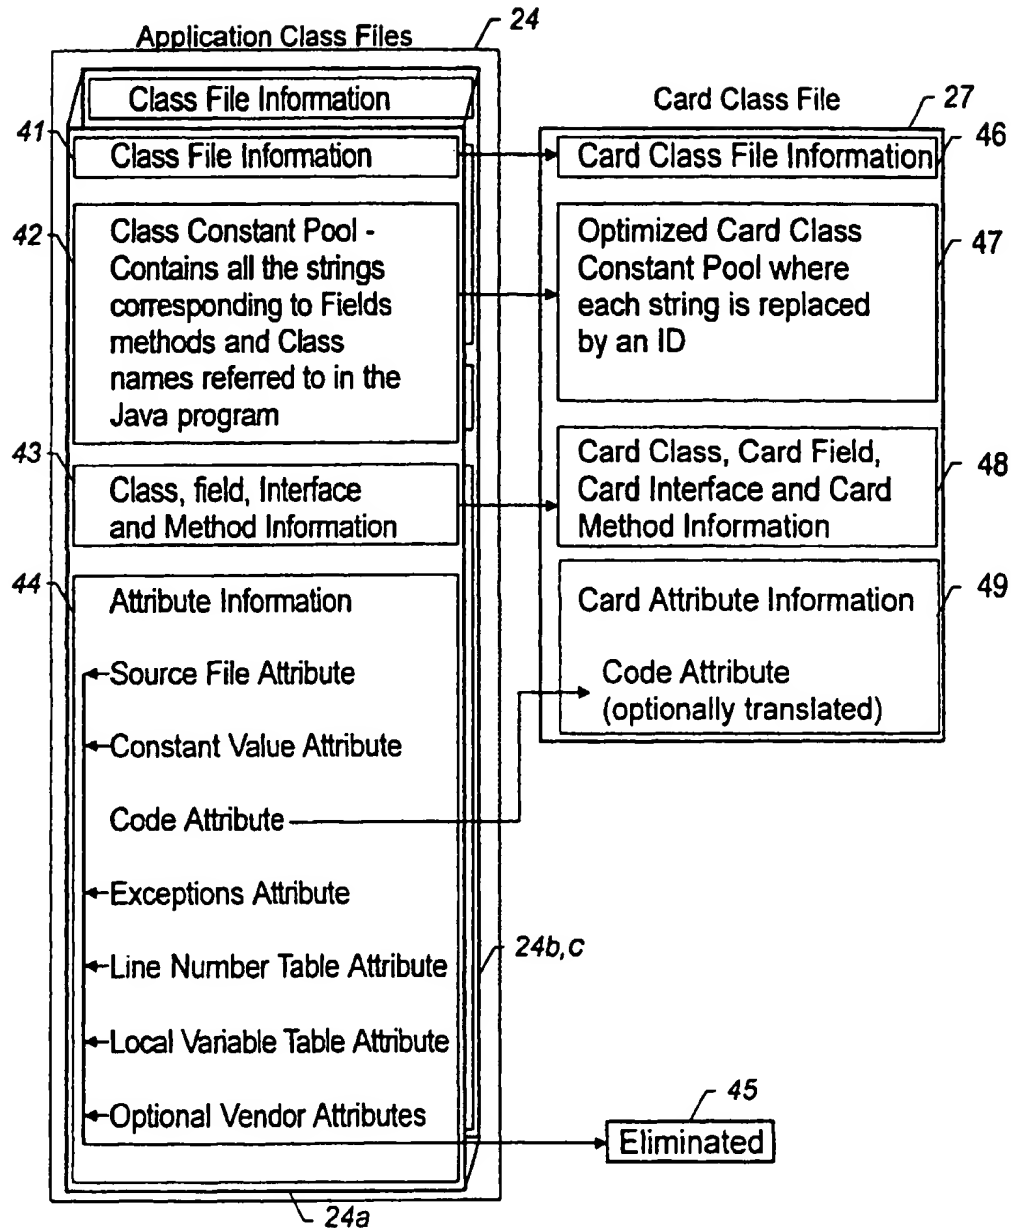 24
Application Class Files
Class File Information
Card Class File
27
41
Class File Information
Card Class File Information
46
42
Class Constant Pool -
Contains all the strings
corresponding to Fields
methods and Class
names referred to in the
Java program
Optimized Card Class
Constant Pool where
each string is replaced
by an ID
47
43
Class, field, Interface
and Method Information
Card Class, Card Field,
Card Interface and Card
Method Information
48
44
Attribute Information
Source File Attribute
Constant Value Attribute
Code Attribute
Exceptions Attribute
Line Number Table Attribute
Local Variable Table Attribute
Optional Vendor Attributes
Card Attribute Information
Code Attribute
(optionally translated)
49
24b,c
45
Eliminated
24a